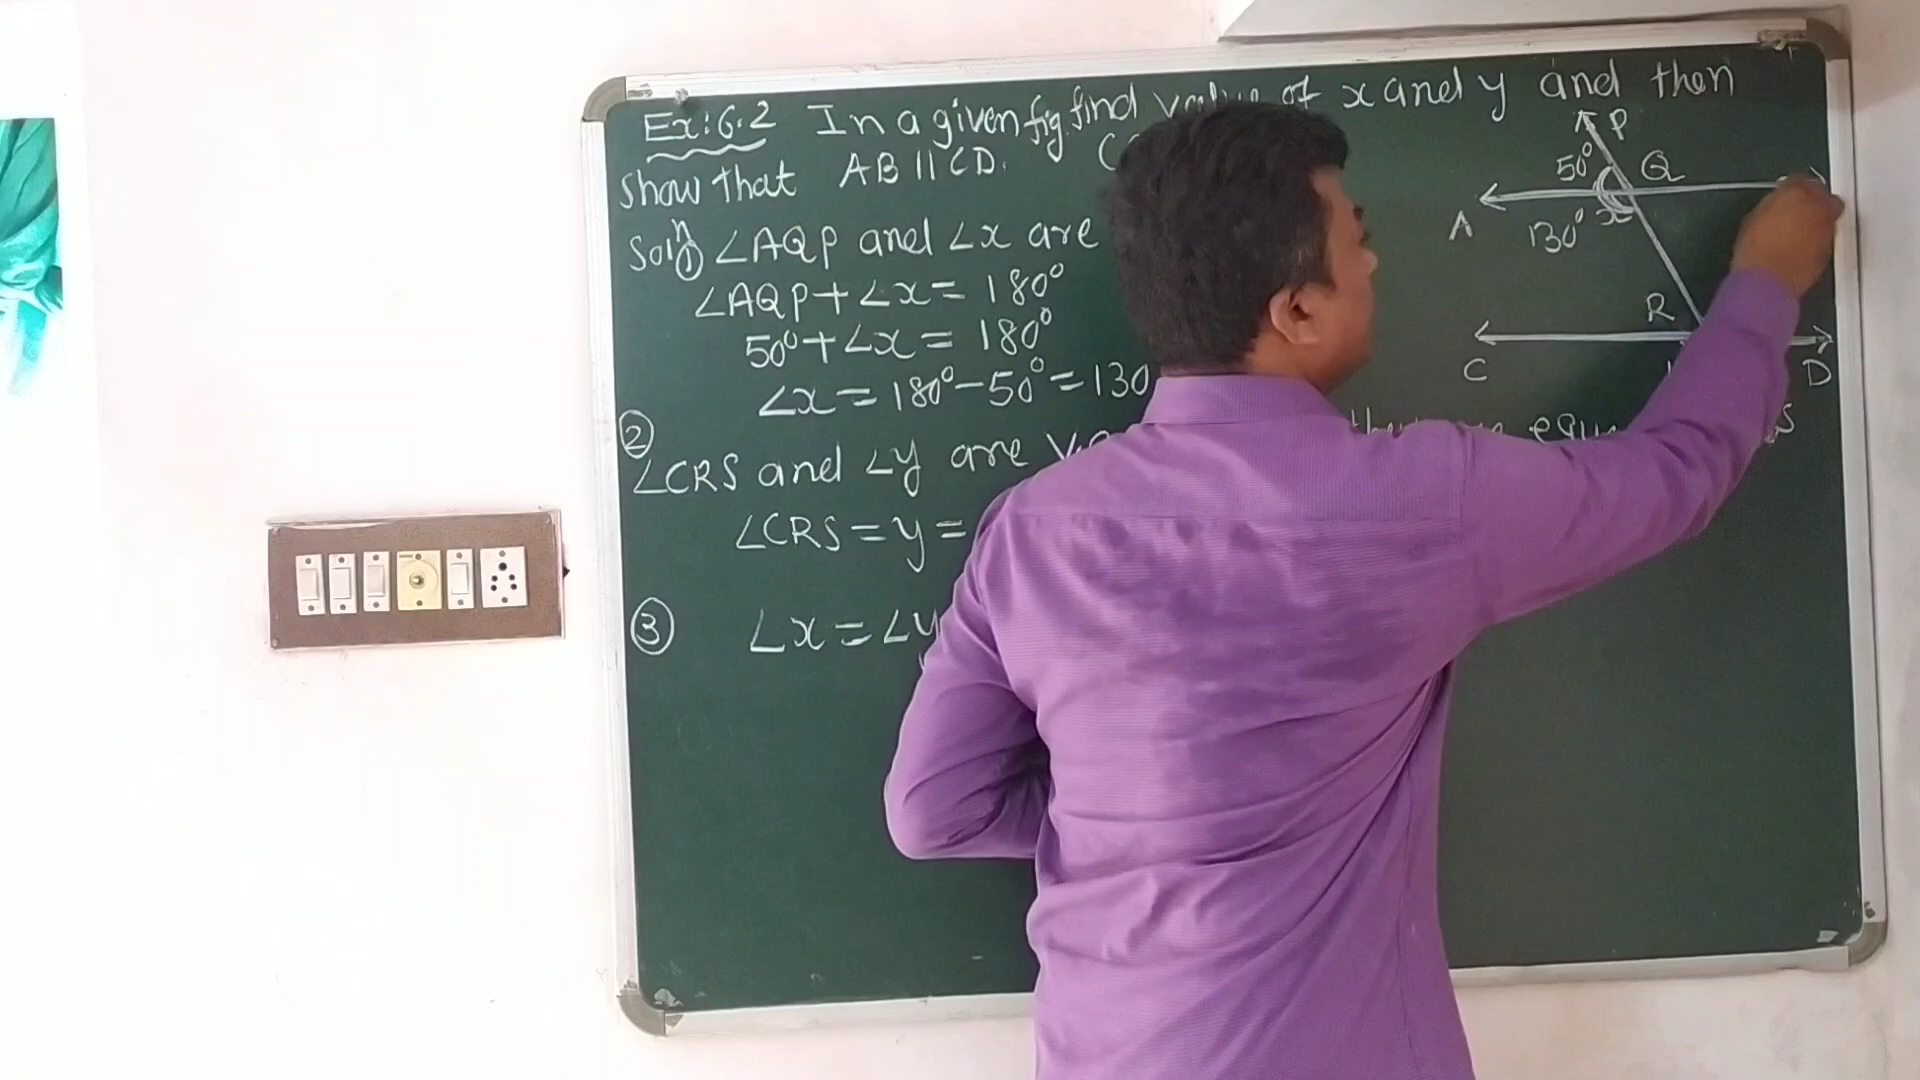 Ex:6.2 In a given fig. find value of x and y and then
show that AB || CD.
Solⁿ ① ∠AQP and ∠x are
∠AQP + ∠x = 180°
50° + ∠x = 180°
∠x = 180° - 50° = 130
②
∠CRS and ∠y are
∠CRS = y =
③ ∠x = ∠y
P
50° Q
A 130° x
R
C D